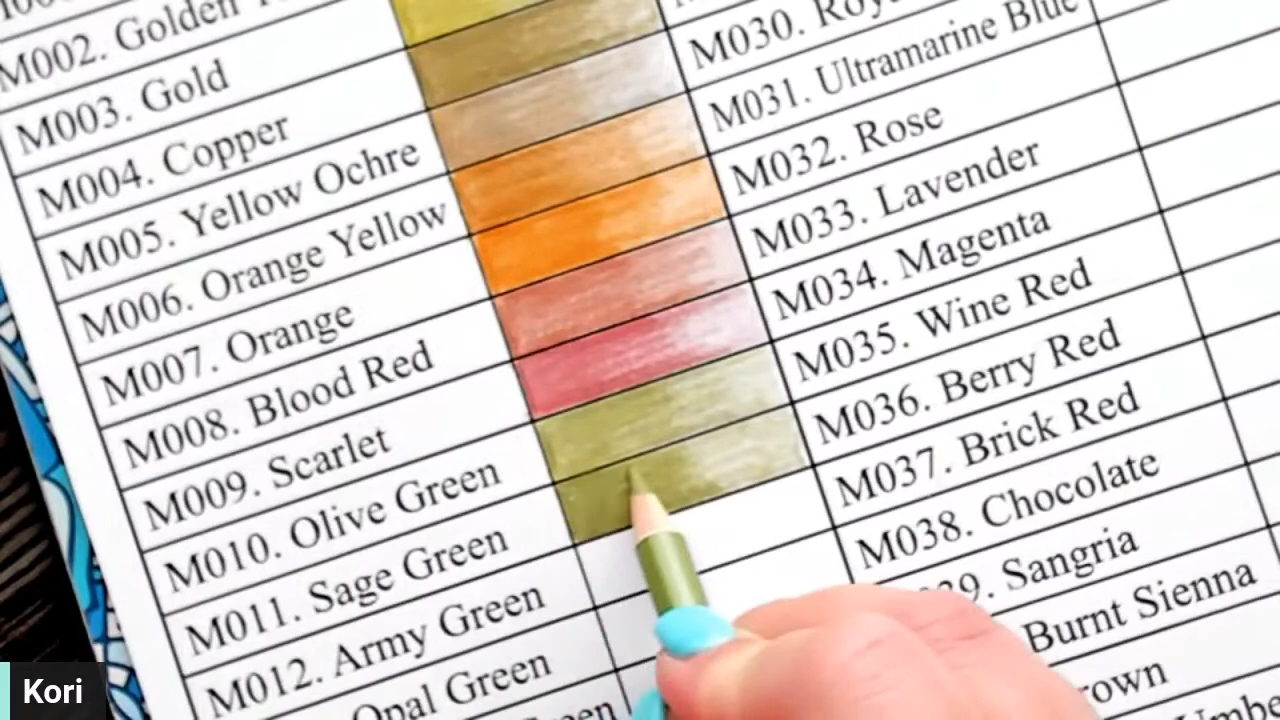 M002. Golden
M003. Gold
M004. Copper
M005. Yellow Ochre
M006. Orange Yellow
M007. Orange
M008. Blood Red
M009. Scarlet
M010. Olive Green
M011. Sage Green
M012. Army Green
Opal Green
M030.
M031. Ultramarine Blue
M032. Rose
M033. Lavender
M034. Magenta
M035. Wine Red
M036. Berry Red
M037. Brick Red
M038. Chocolate
39. Sangria
Burnt Sienna
Kori